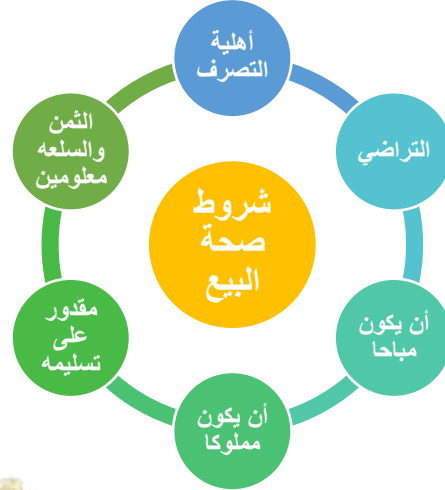 شروط
صحة
البيع
أهلية
التصرف
التراضي
أن يكون
مباحا
أن يكون
مملوكا
مقدور
على
تسليمه
الثمن
والسلعه
معلومين